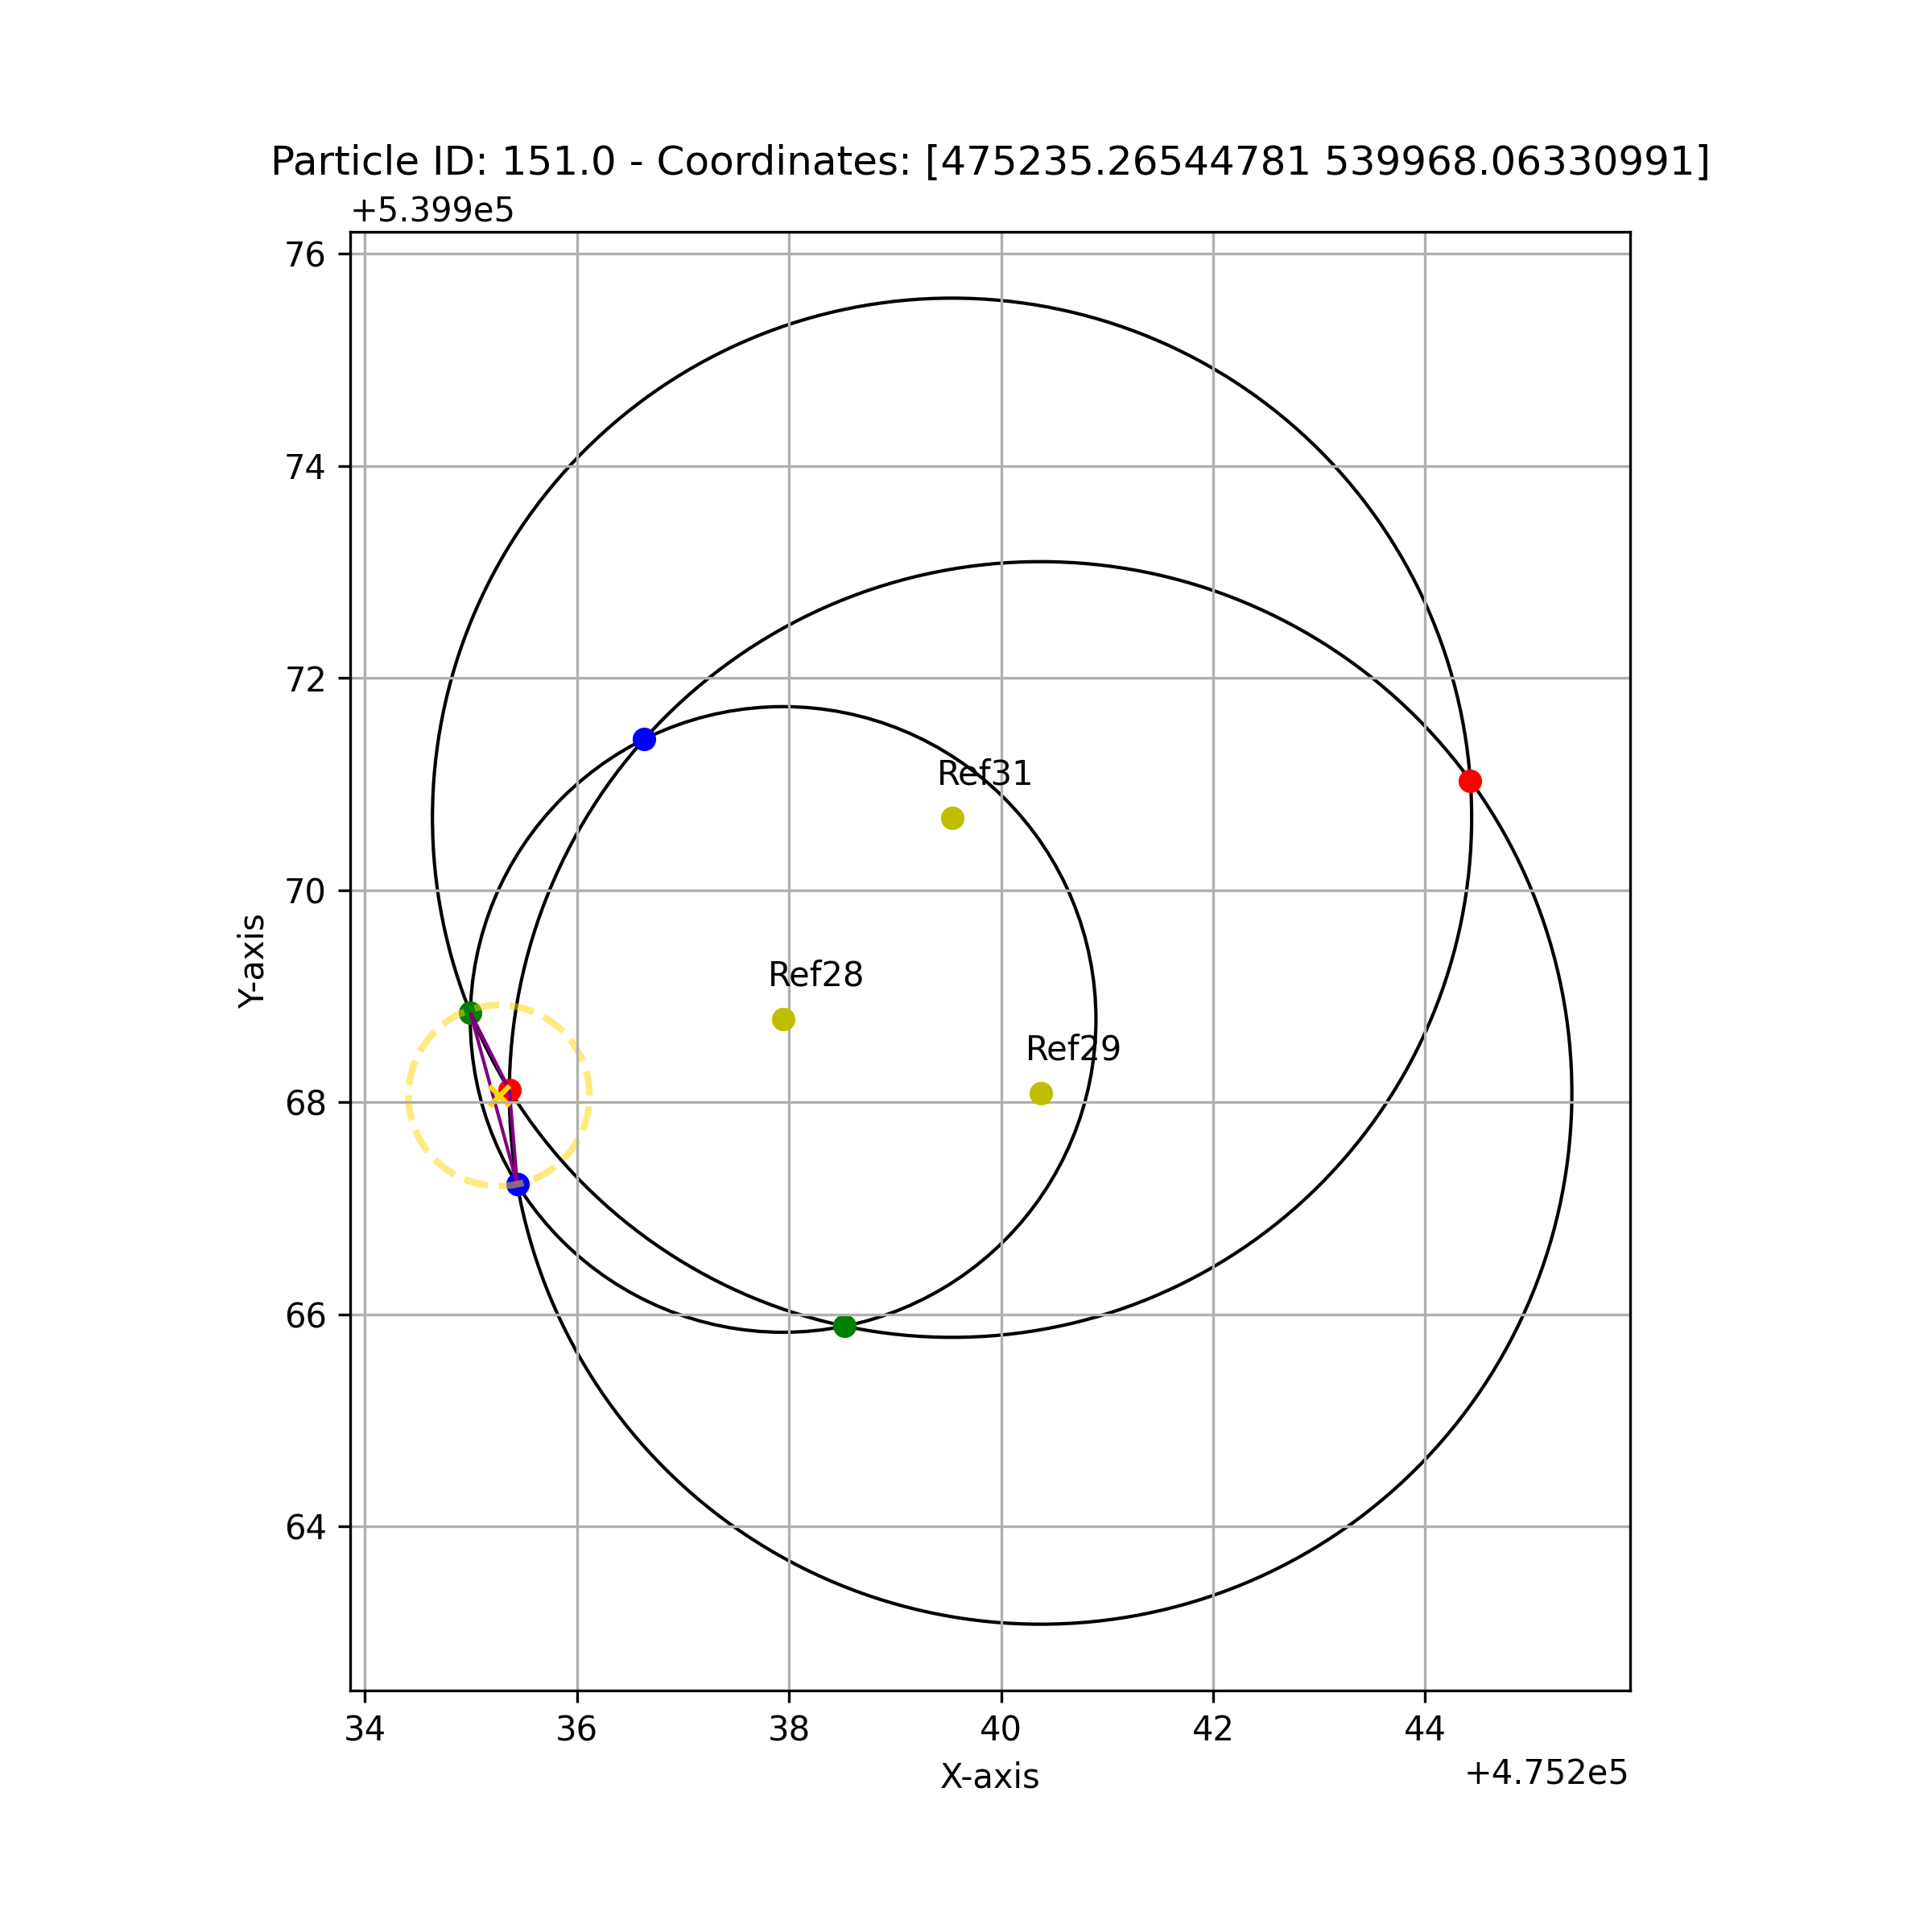 Particle ID: 151.0 - Coordinates: [475235.26544781 539968.06330991]
+5.399e5
76
74
72
70
68
66
64
Y-axis
Ref31
Ref28
Ref29
34 36 38 40 42 44
X-axis
+4.752e5